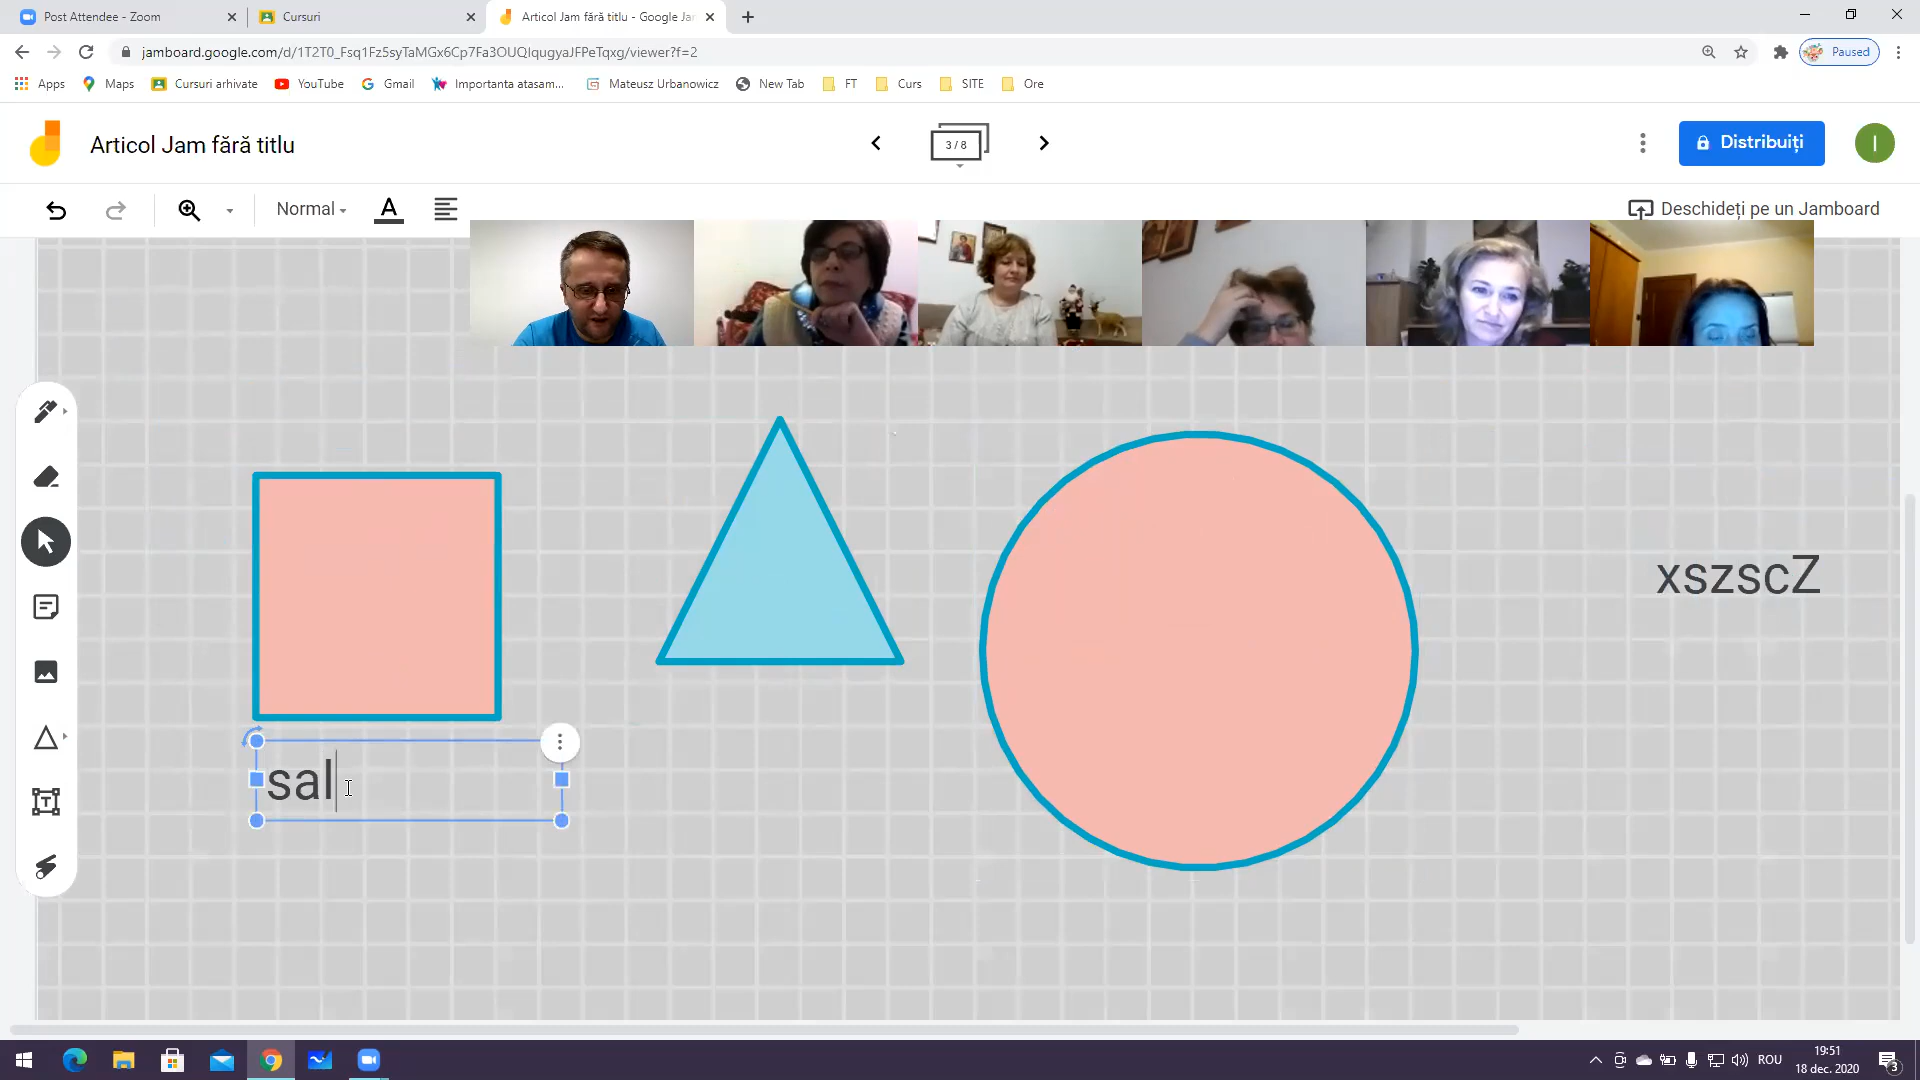 Post Attendee - Zoom
Cursuri
Articol Jam fără titlu - Google Jar
jamboard.google.com/d/1T2T0_Fsq1Fz5syTaMGx6Cp7Fa3OUQIqugyaJFPeTqxg/viewer?f=2
Paused
Apps
Maps
Cursuri arhivate
YouTube
Gmail
Importanta atasam...
Mateusz Urbanowicz
New Tab
FT
Curs
SITE
Ore
Articol Jam fără titlu
3 / 8
Distribuiți
I
Normal
A
Deschideți pe un Jamboard
xszscZ
sal
ROU
19:51
18 dec. 2020
3